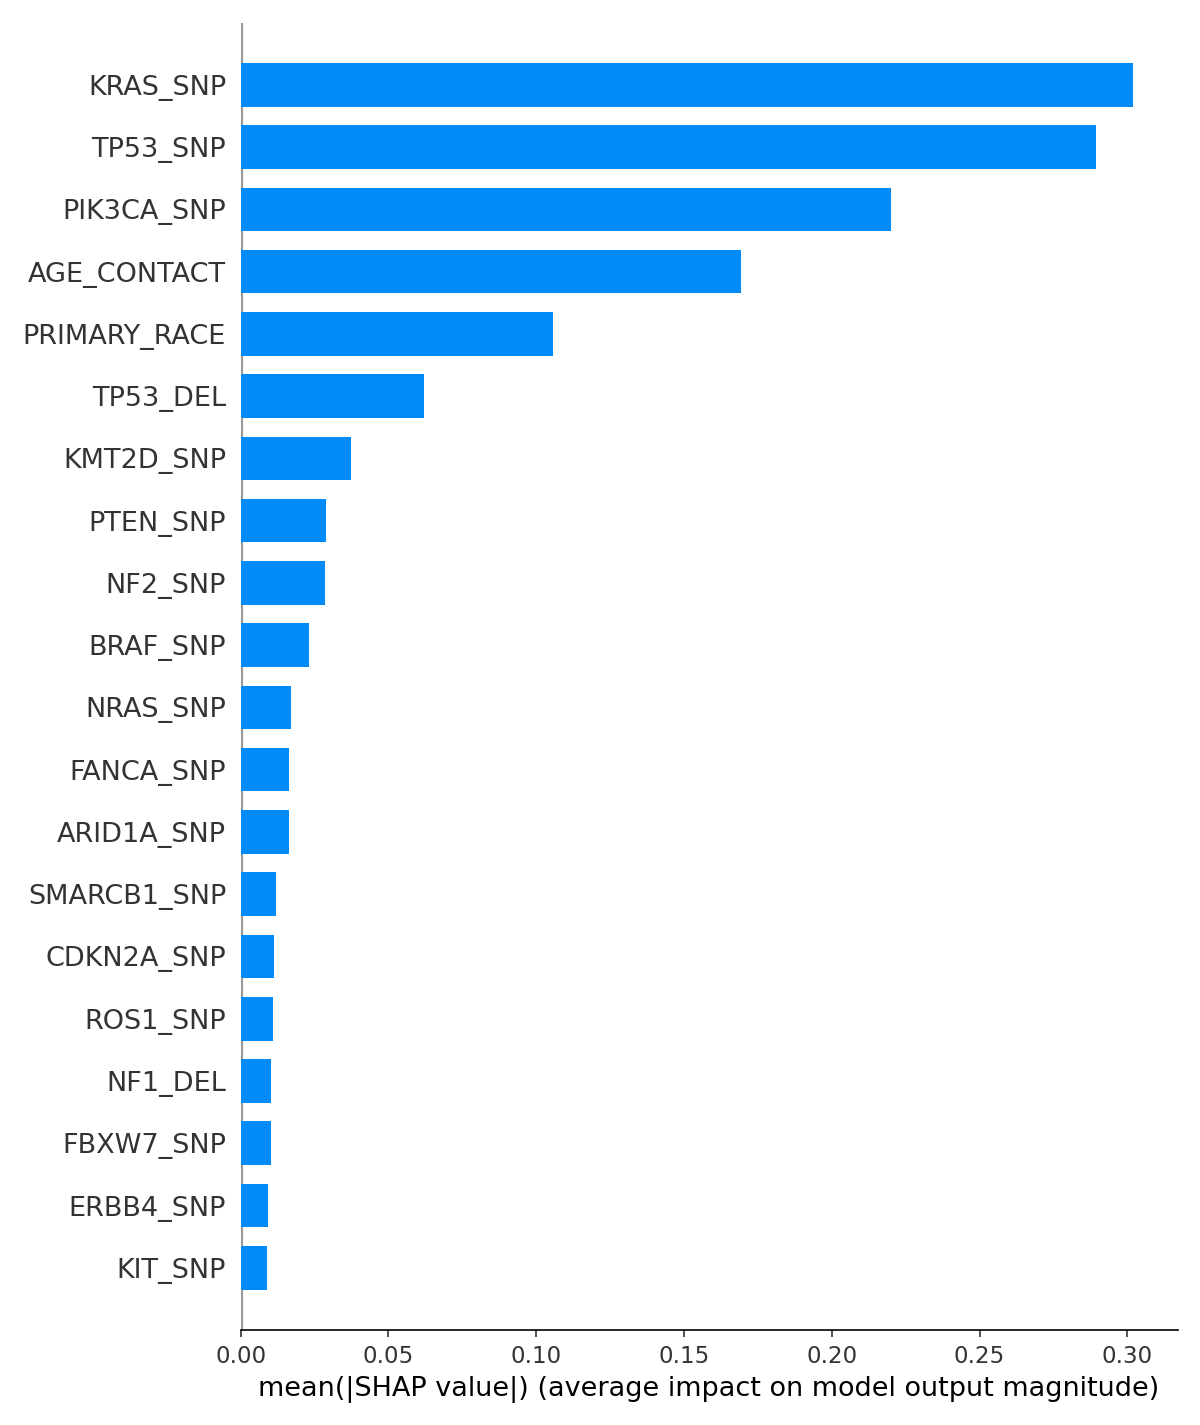 KRAS_SNP
TP53_SNP
PIK3CA_SNP
AGE_CONTACT
PRIMARY_RACE
TP53_DEL
KMT2D_SNP
PTEN_SNP
NF2_SNP
BRAF_SNP
NRAS_SNP
FANCA_SNP
ARID1A_SNP
SMARCB1_SNP
CDKN2A_SNP
ROS1_SNP
NF1_DEL
FBXW7_SNP
ERBB4_SNP
KIT_SNP
0.00 0.05 0.10 0.15 0.20 0.25 0.30
mean(|SHAP value|) (average impact on model output magnitude)